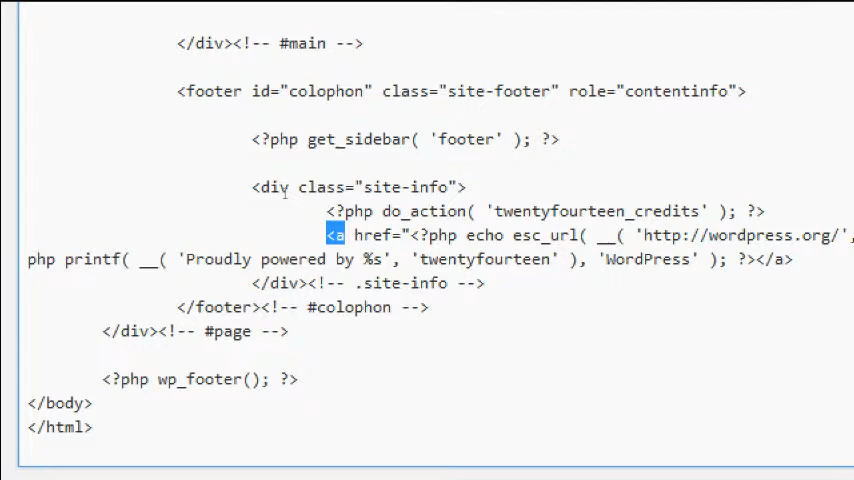 </div><!-- #main -->
<footer id="colophon" class="site-footer" role="contentinfo">
<?php get_sidebar( 'footer' ); ?>
<div class="site-info">
<?php do_action( 'twentyfourteen_credits' ); ?>
<a href="<?php echo esc_url( __( 'http://wordpress.org/',
php printf( __( 'Proudly powered by %s', 'twentyfourteen' ), 'WordPress' ); ?></a>
</div><!-- .site-info -->
</footer><!-- #colophon -->
</div><!-- #page -->
<?php wp_footer(); ?>
</body>
</html>